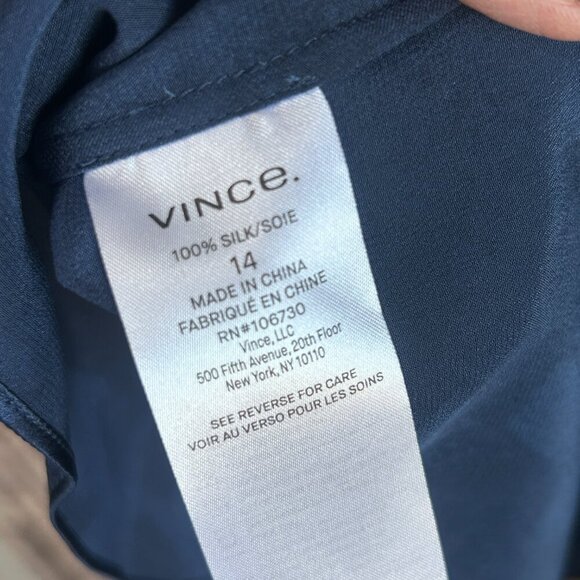 VINCE.
100% SILK/SOIE
14
MADE IN CHINA
FABRIQUÉ EN CHINE
RN#106730
Vince, LLC
500 Fifth Avenue, 20th Floor
New York, NY 10110
SEE REVERSE FOR CARE
VOIR AU VERSO POUR LES SOINS